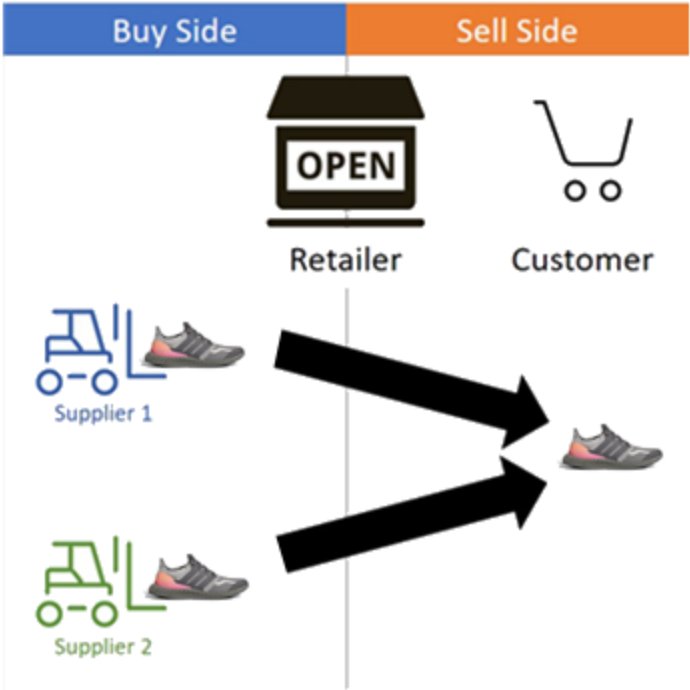 Buy Side
Sell Side
OPEN
Retailer
Customer
Supplier 1
Supplier 2